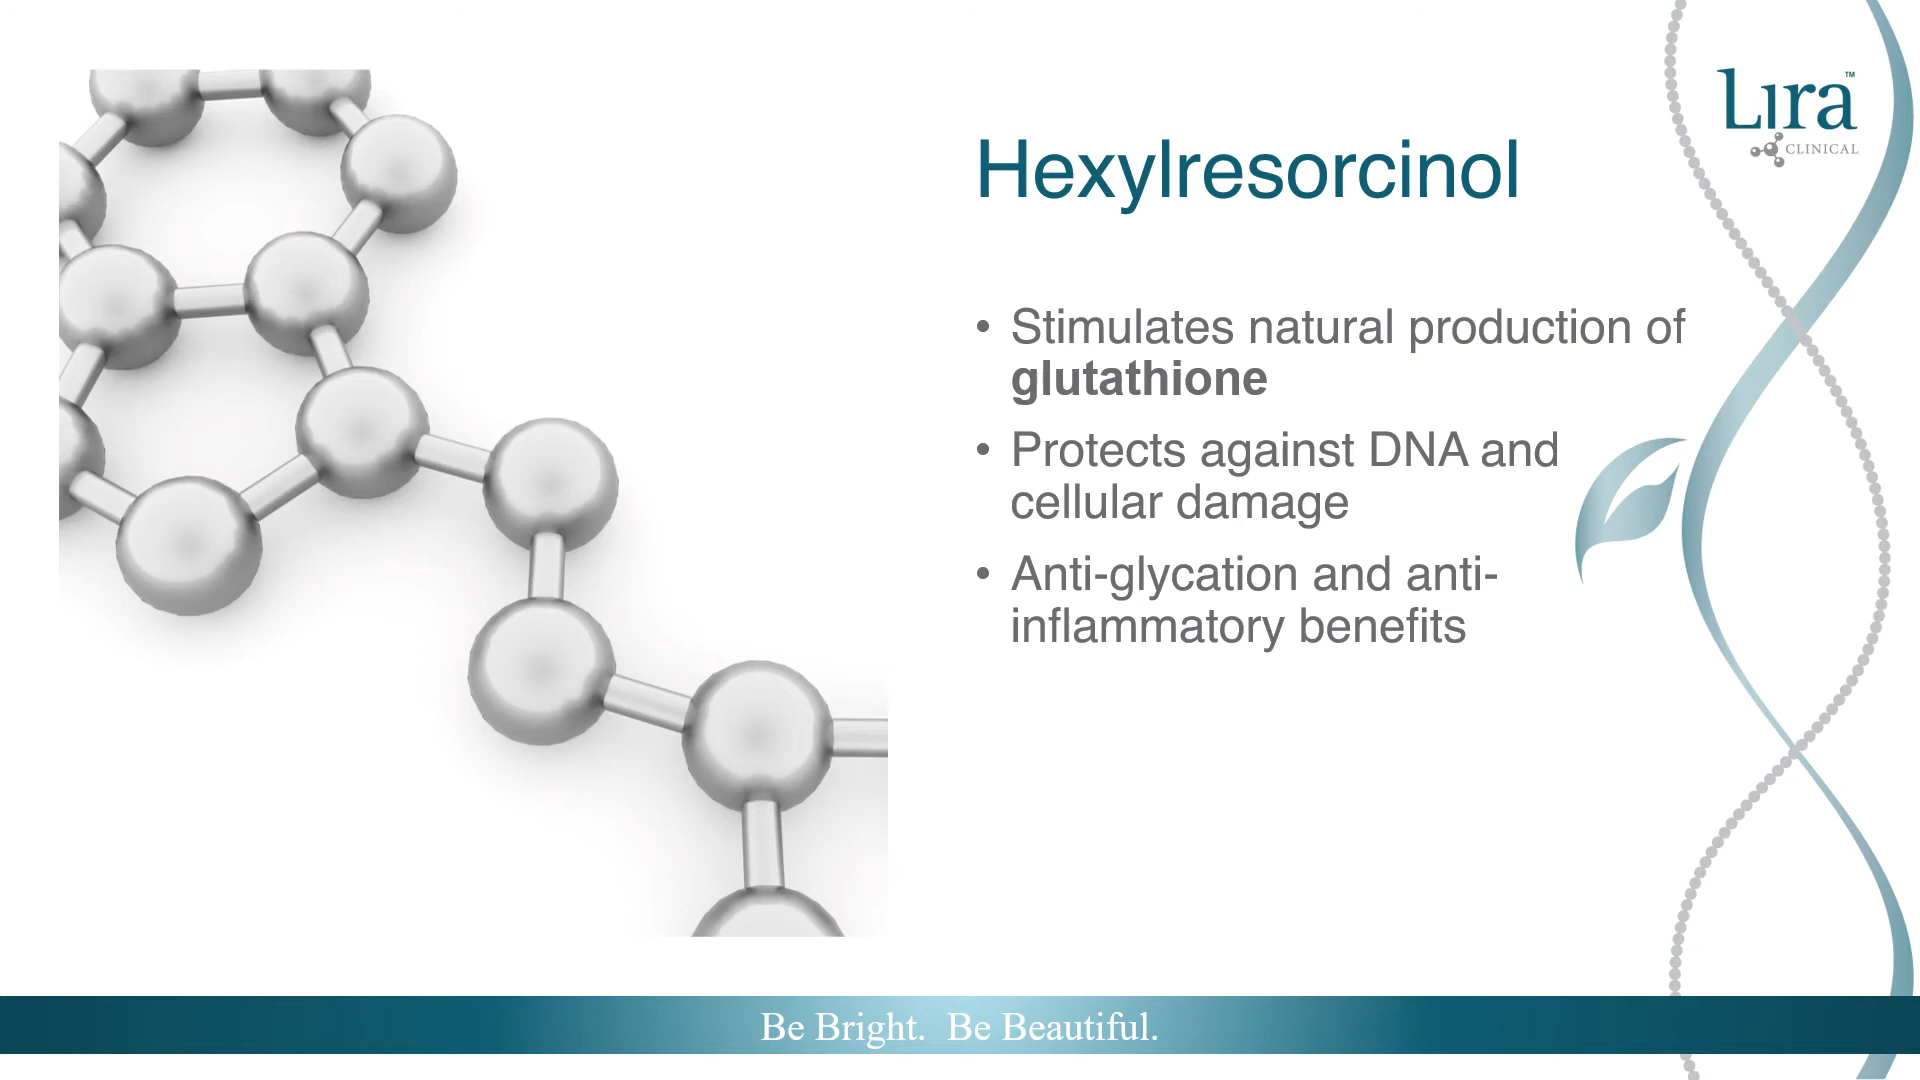 Lira™
CLINICAL
Hexylresorcinol
• Stimulates natural production of
glutathione
• Protects against DNA and
cellular damage
• Anti-glycation and anti-
inflammatory benefits
Be Bright.  Be Beautiful.